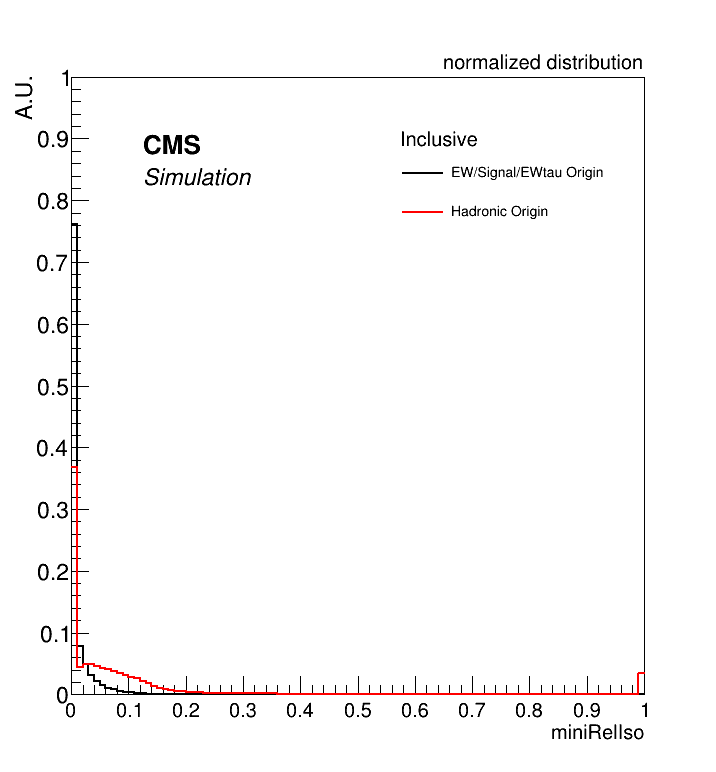 normalized distribution
A.U.
1
0.9
0.8
0.7
0.6
0.5
0.4
0.3
0.2
0.1
0
CMS
Simulation
Inclusive
EW/Signal/EWtau Origin
Hadronic Origin
0 0.1 0.2 0.3 0.4 0.5 0.6 0.7 0.8 0.9 1
miniRelIso